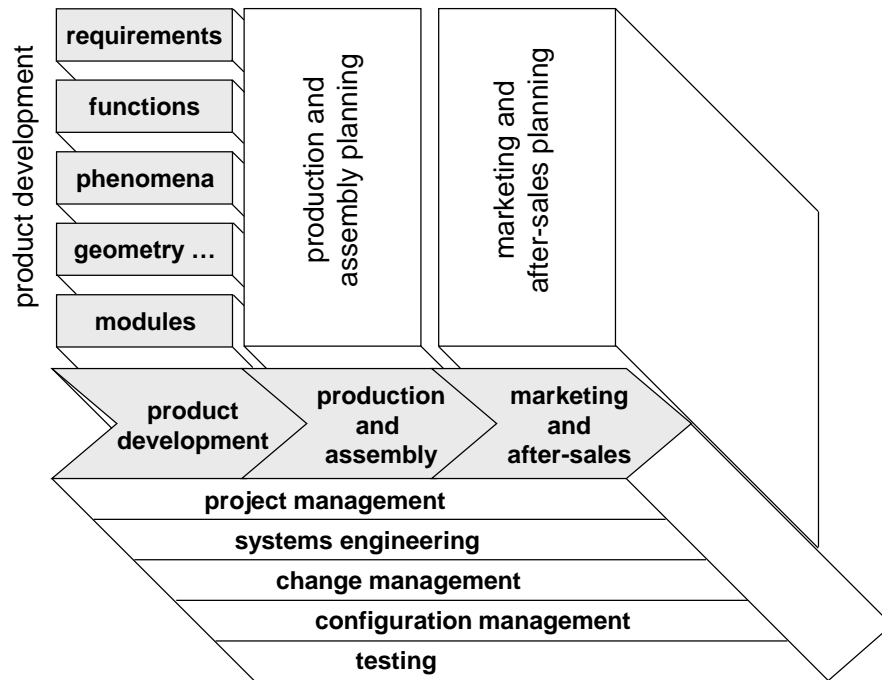 product development
requirements
functions
phenomena
geometry …
modules
production and
assembly planning
marketing and
after-sales planning
product
development
production
and
assembly
marketing
and
after-sales
project management
systems engineering
change management
configuration management
testing